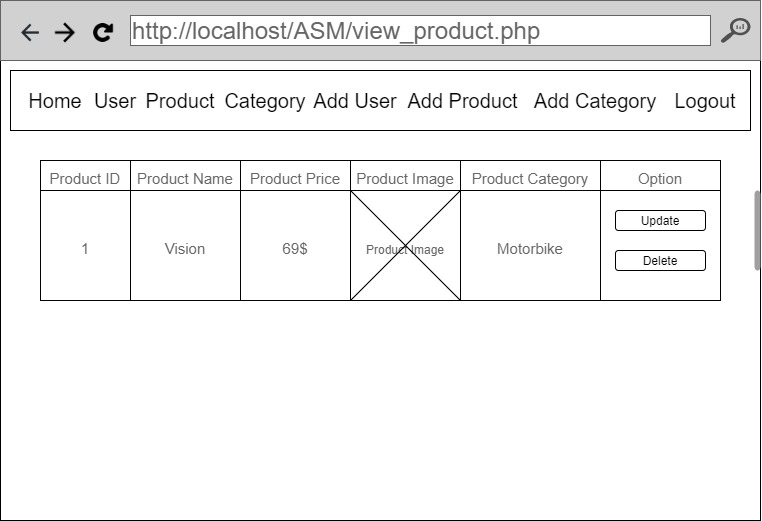 http://localhost/ASM/view_product.php
Home User Product Category Add User Add Product Add Category Logout
Product ID Product Name Product Price Product Image Product Category Option
1 Vision 69$ Product Image Motorbike
Update
Delete